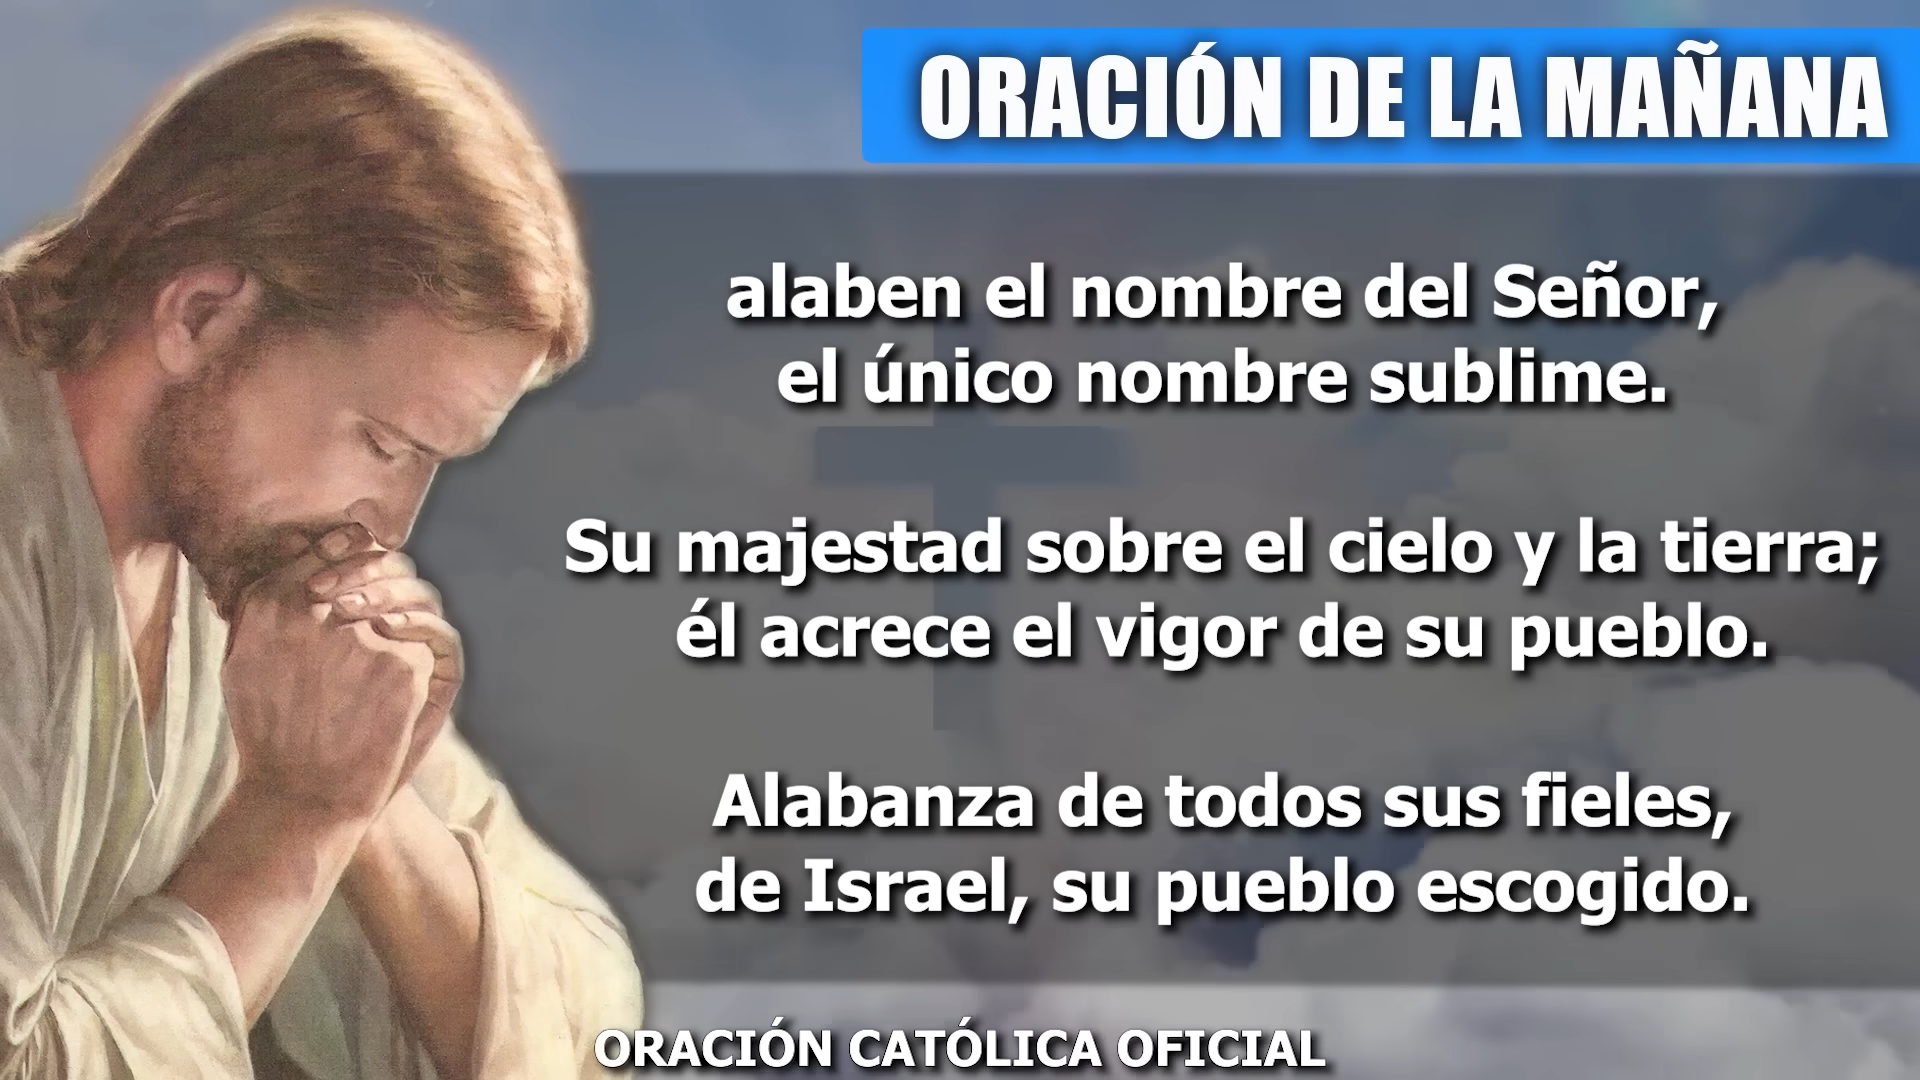 ORACIÓN DE LA MAÑANA
alaben el nombre del Señor,
el único nombre sublime.
Su majestad sobre el cielo y la tierra;
él acrece el vigor de su pueblo.
Alabanza de todos sus fieles,
de Israel, su pueblo escogido.
ORACIÓN CATÓLICA OFICIAL